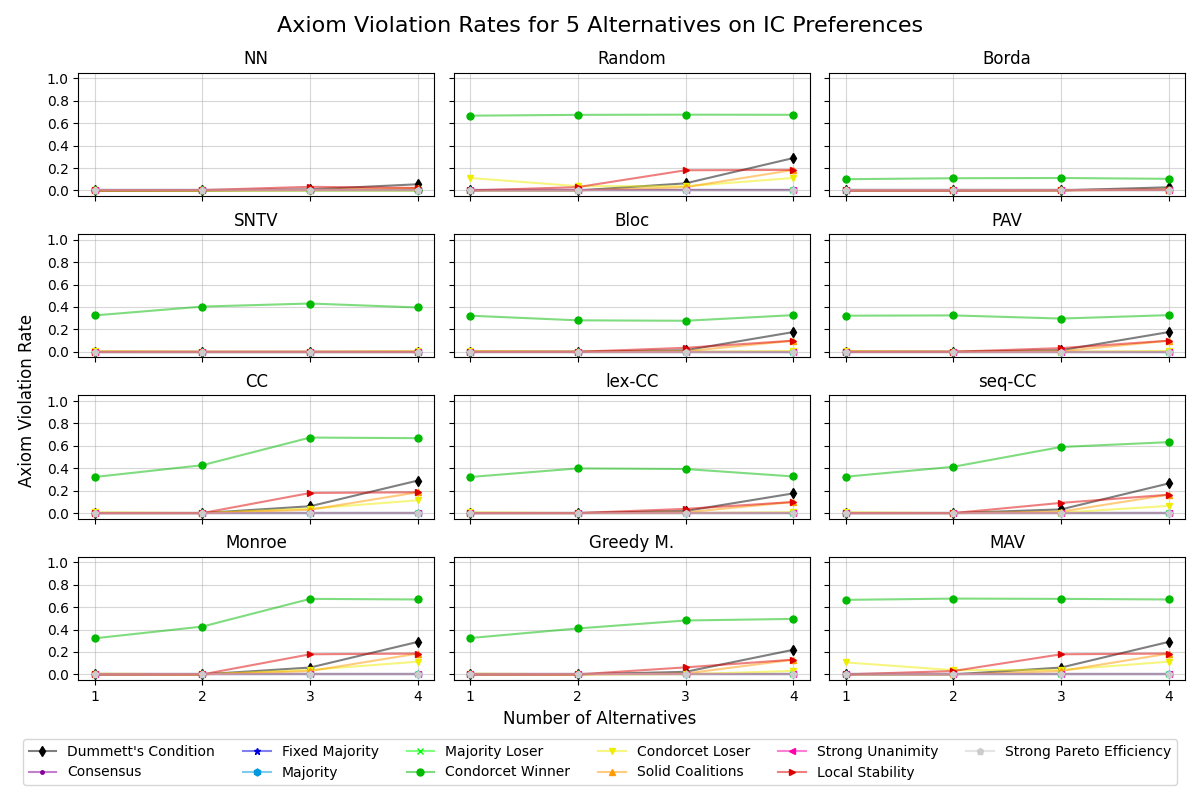 Axiom Violation Rates for 5 Alternatives on IC Preferences
NN Random Borda
1.0
0.8
0.6
0.4
0.2
0.0
SNTV Bloc PAV
1.0
0.8
0.6
0.4
0.2
0.0
CC lex-CC seq-CC
1.0
0.8
0.6
0.4
0.2
0.0
Monroe Greedy M. MAV
1.0
0.8
0.6
0.4
0.2
0.0
1 2 3 4 1 2 3 4 1 2 3 4
Axiom Violation Rate
Number of Alternatives
Dummett's Condition Fixed Majority Majority Loser Condorcet Loser Strong Unanimity Strong Pareto Efficiency
Consensus Majority Condorcet Winner Solid Coalitions Local Stability